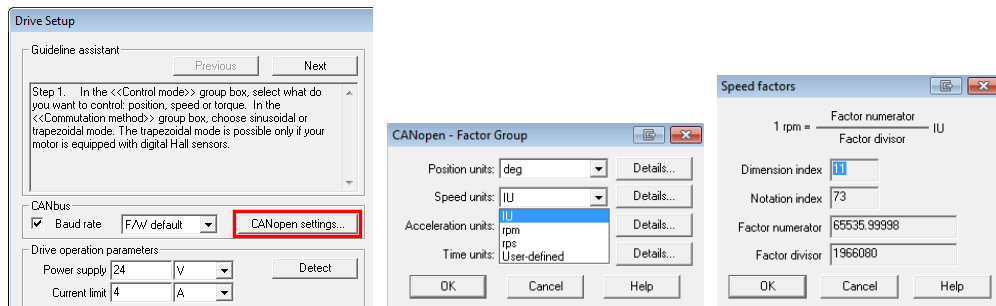 Drive Setup
Guideline assistant
Previous
Next
Step 1. In the <<Control mode>> group box, select what do
you want to control: position, speed or torque. In the
<<Commutation method>> group box, choose sinusoidal or
trapezoidal mode. The trapezoidal mode is possible only if your
motor is equipped with digital Hall sensors.
CANbus
Baud rate
F/W default
CANopen settings...
Drive operation parameters
Power supply 24 V
Detect
Current limit 4 A
CANopen - Factor Group
Position units: deg
Details...
Speed units: IU
Details...
IU
rpm
rps
User-defined
Acceleration units:
Details...
Time units:
Details...
OK
Cancel
Help
Speed factors
1 rpm = Factor numerator
Factor divisor
IU
Dimension index 11
Notation index 73
Factor numerator 65535.99998
Factor divisor 1966080
OK
Cancel
Help